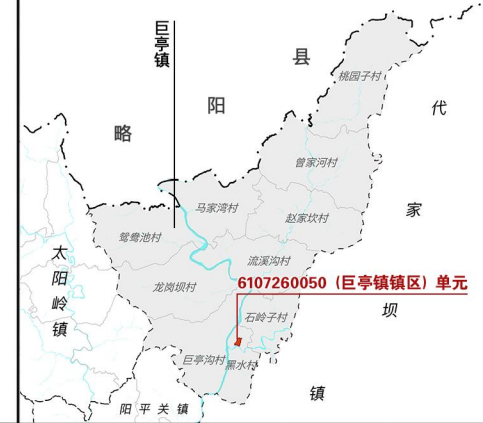 巨亭镇
略阳县
桃园子村
代家坝镇
曾家河村
马家湾村
赵家坎村
鸳鸯池村
流溪沟村
太阳岭镇
龙岗坝村
6107260050（巨亭镇镇区）单元
石岭子村
巨亭沟村
黑水村
阳平关镇